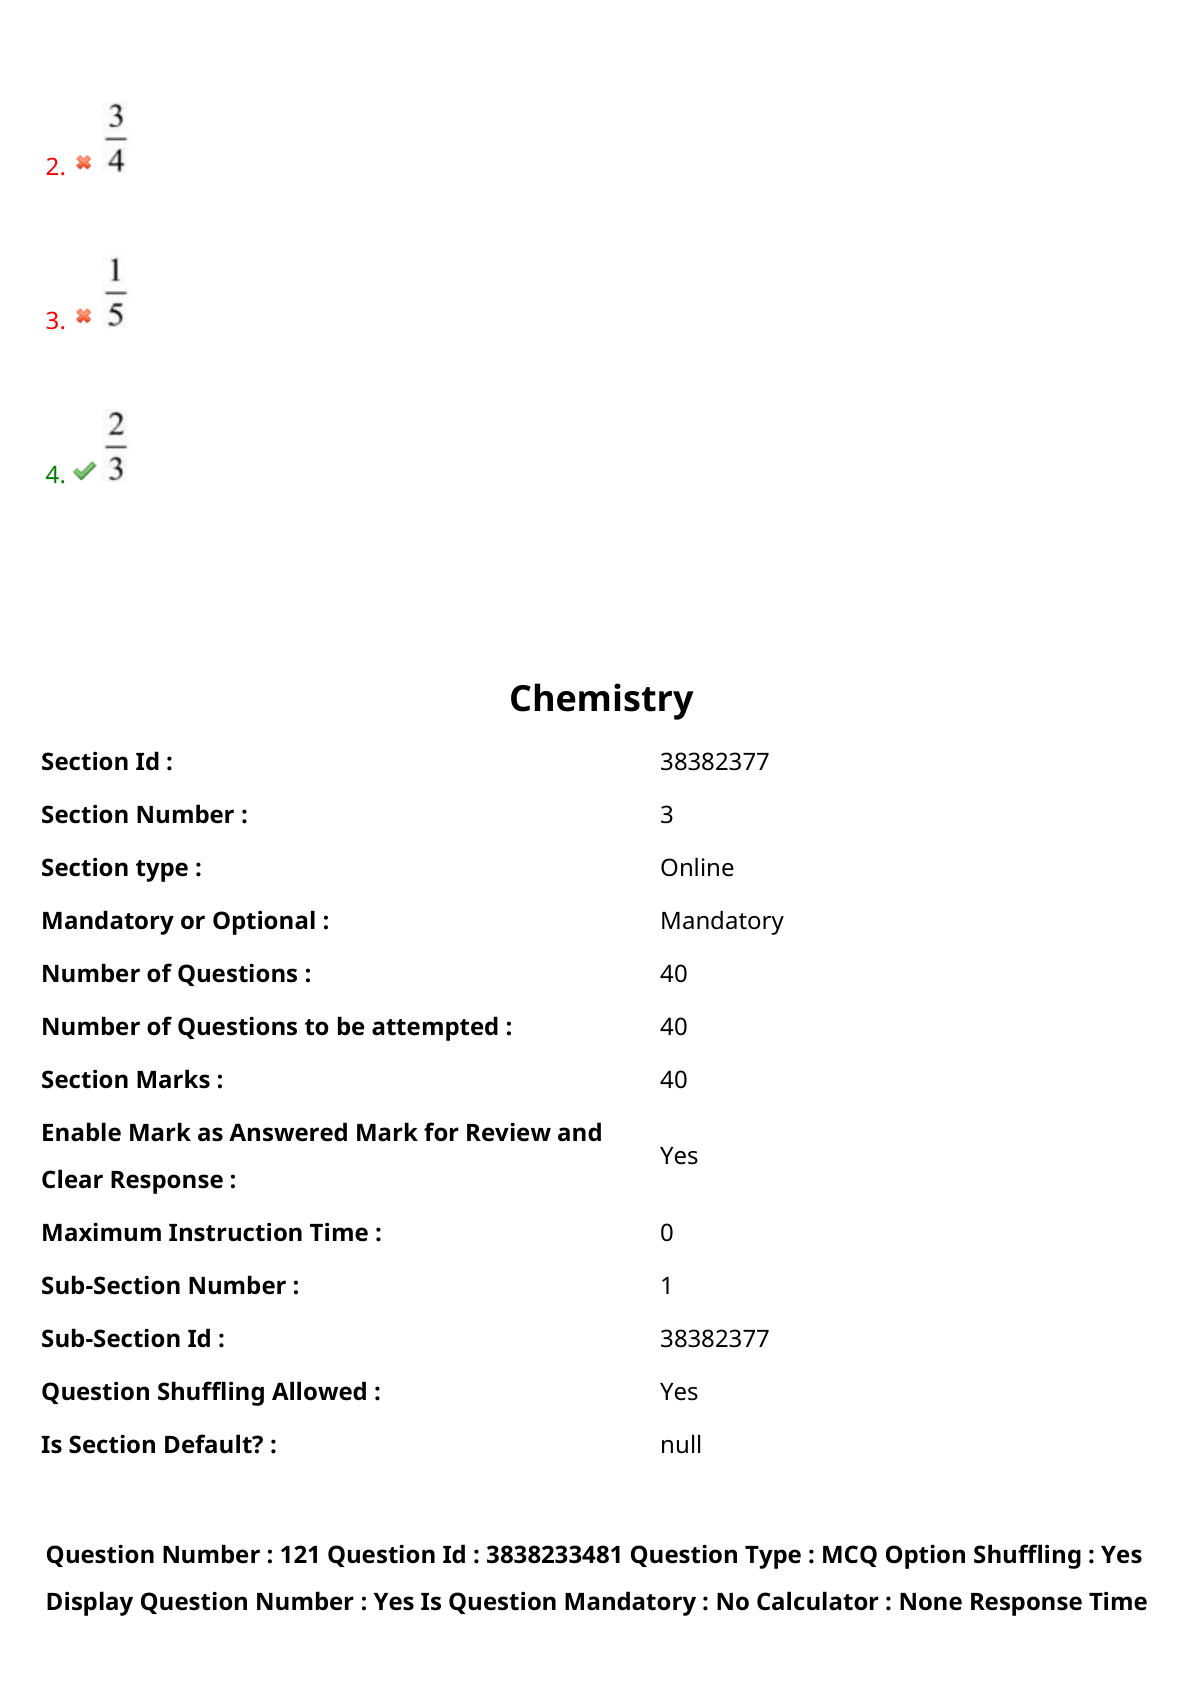 2. 3/4
3. 1/5
4. 2/3
Chemistry
Section Id : 38382377
Section Number : 3
Section type : Online
Mandatory or Optional : Mandatory
Number of Questions : 40
Number of Questions to be attempted : 40
Section Marks : 40
Enable Mark as Answered Mark for Review and
Clear Response : Yes
Maximum Instruction Time : 0
Sub-Section Number : 1
Sub-Section Id : 38382377
Question Shuffling Allowed : Yes
Is Section Default? : null
Question Number : 121 Question Id : 3838233481 Question Type : MCQ Option Shuffling : Yes
Display Question Number : Yes Is Question Mandatory : No Calculator : None Response Time